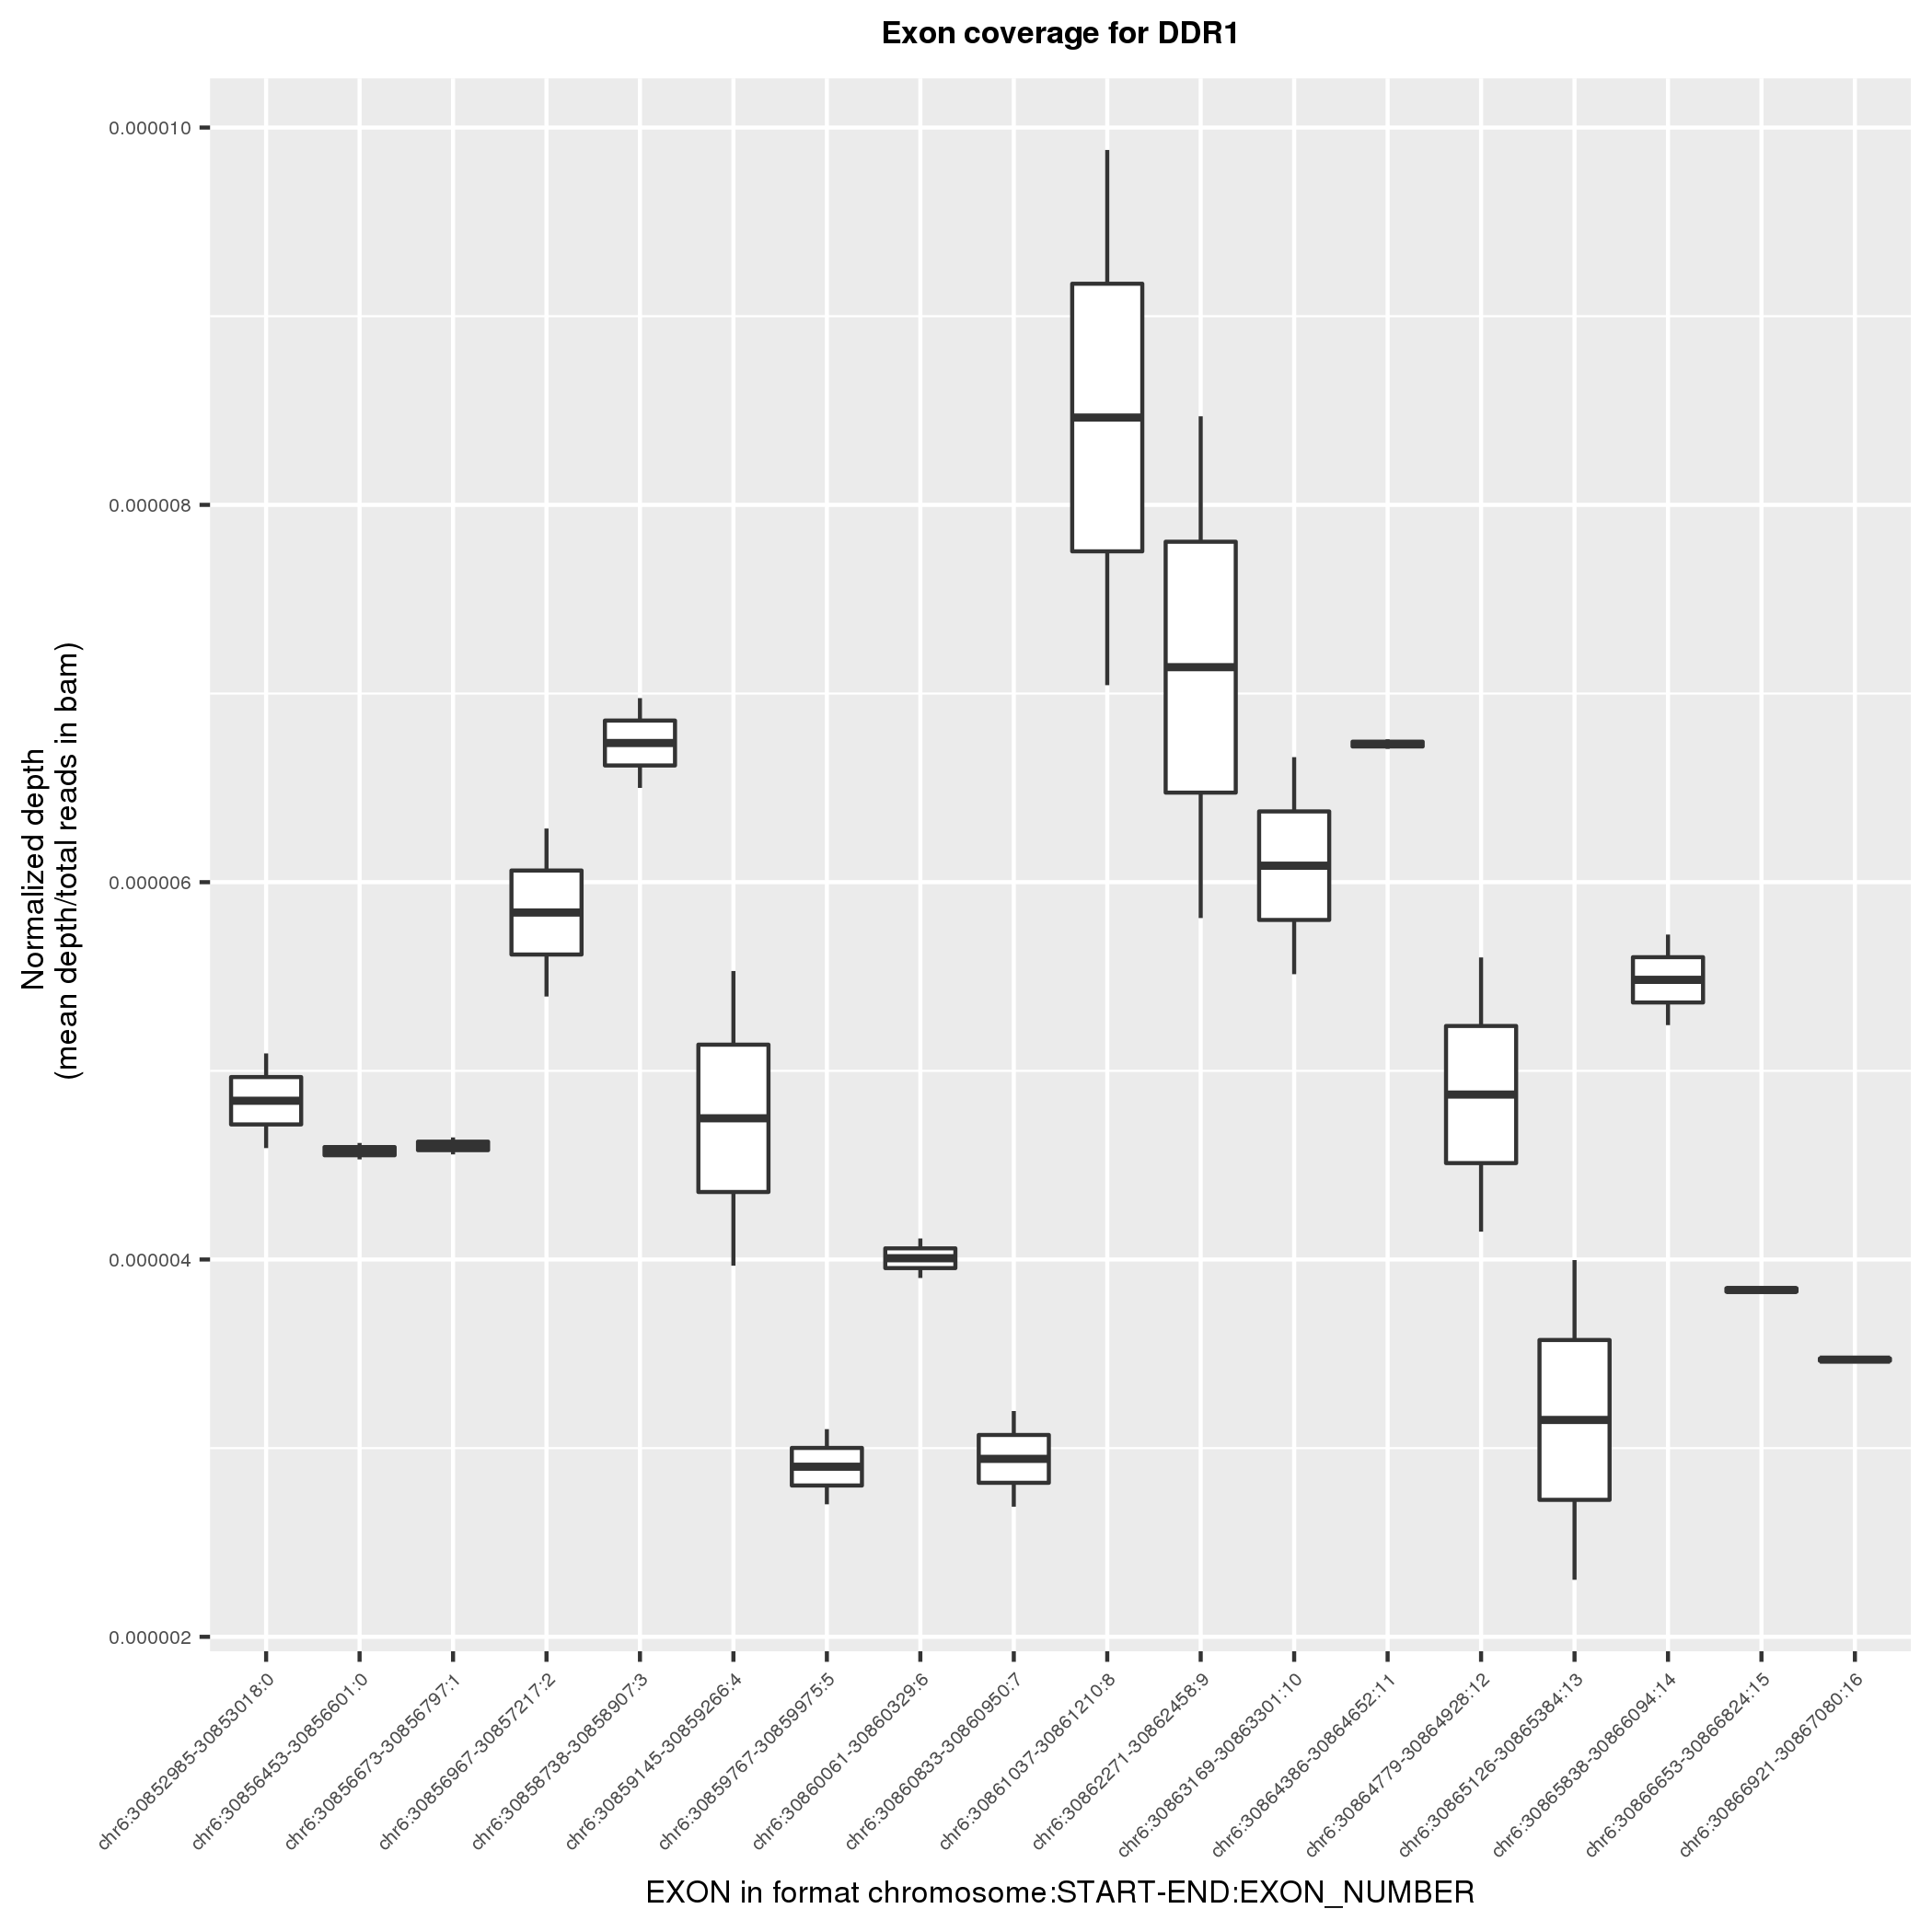 Exon coverage for DDR1
0.000010
0.000008
0.000006
0.000004
0.000002
Normalized depth
(mean depth/total reads in bam)
chr6:30852985-30853018:0
chr6:30856453-30856601:0
chr6:30856673-30856797:1
chr6:30856967-30857217:2
chr6:30858738-30858907:3
chr6:30859145-30859266:4
chr6:30859767-30859975:5
chr6:30860061-30860329:6
chr6:30860833-30860950:7
chr6:30861037-30861210:8
chr6:30862271-30862458:9
chr6:30863169-30863301:10
chr6:30864386-30864652:11
chr6:30864779-30864928:12
chr6:30865126-30865384:13
chr6:30865838-30866094:14
chr6:30866653-30866824:15
chr6:30866921-30867080:16
EXON in format chromosome:START-END:EXON_NUMBER